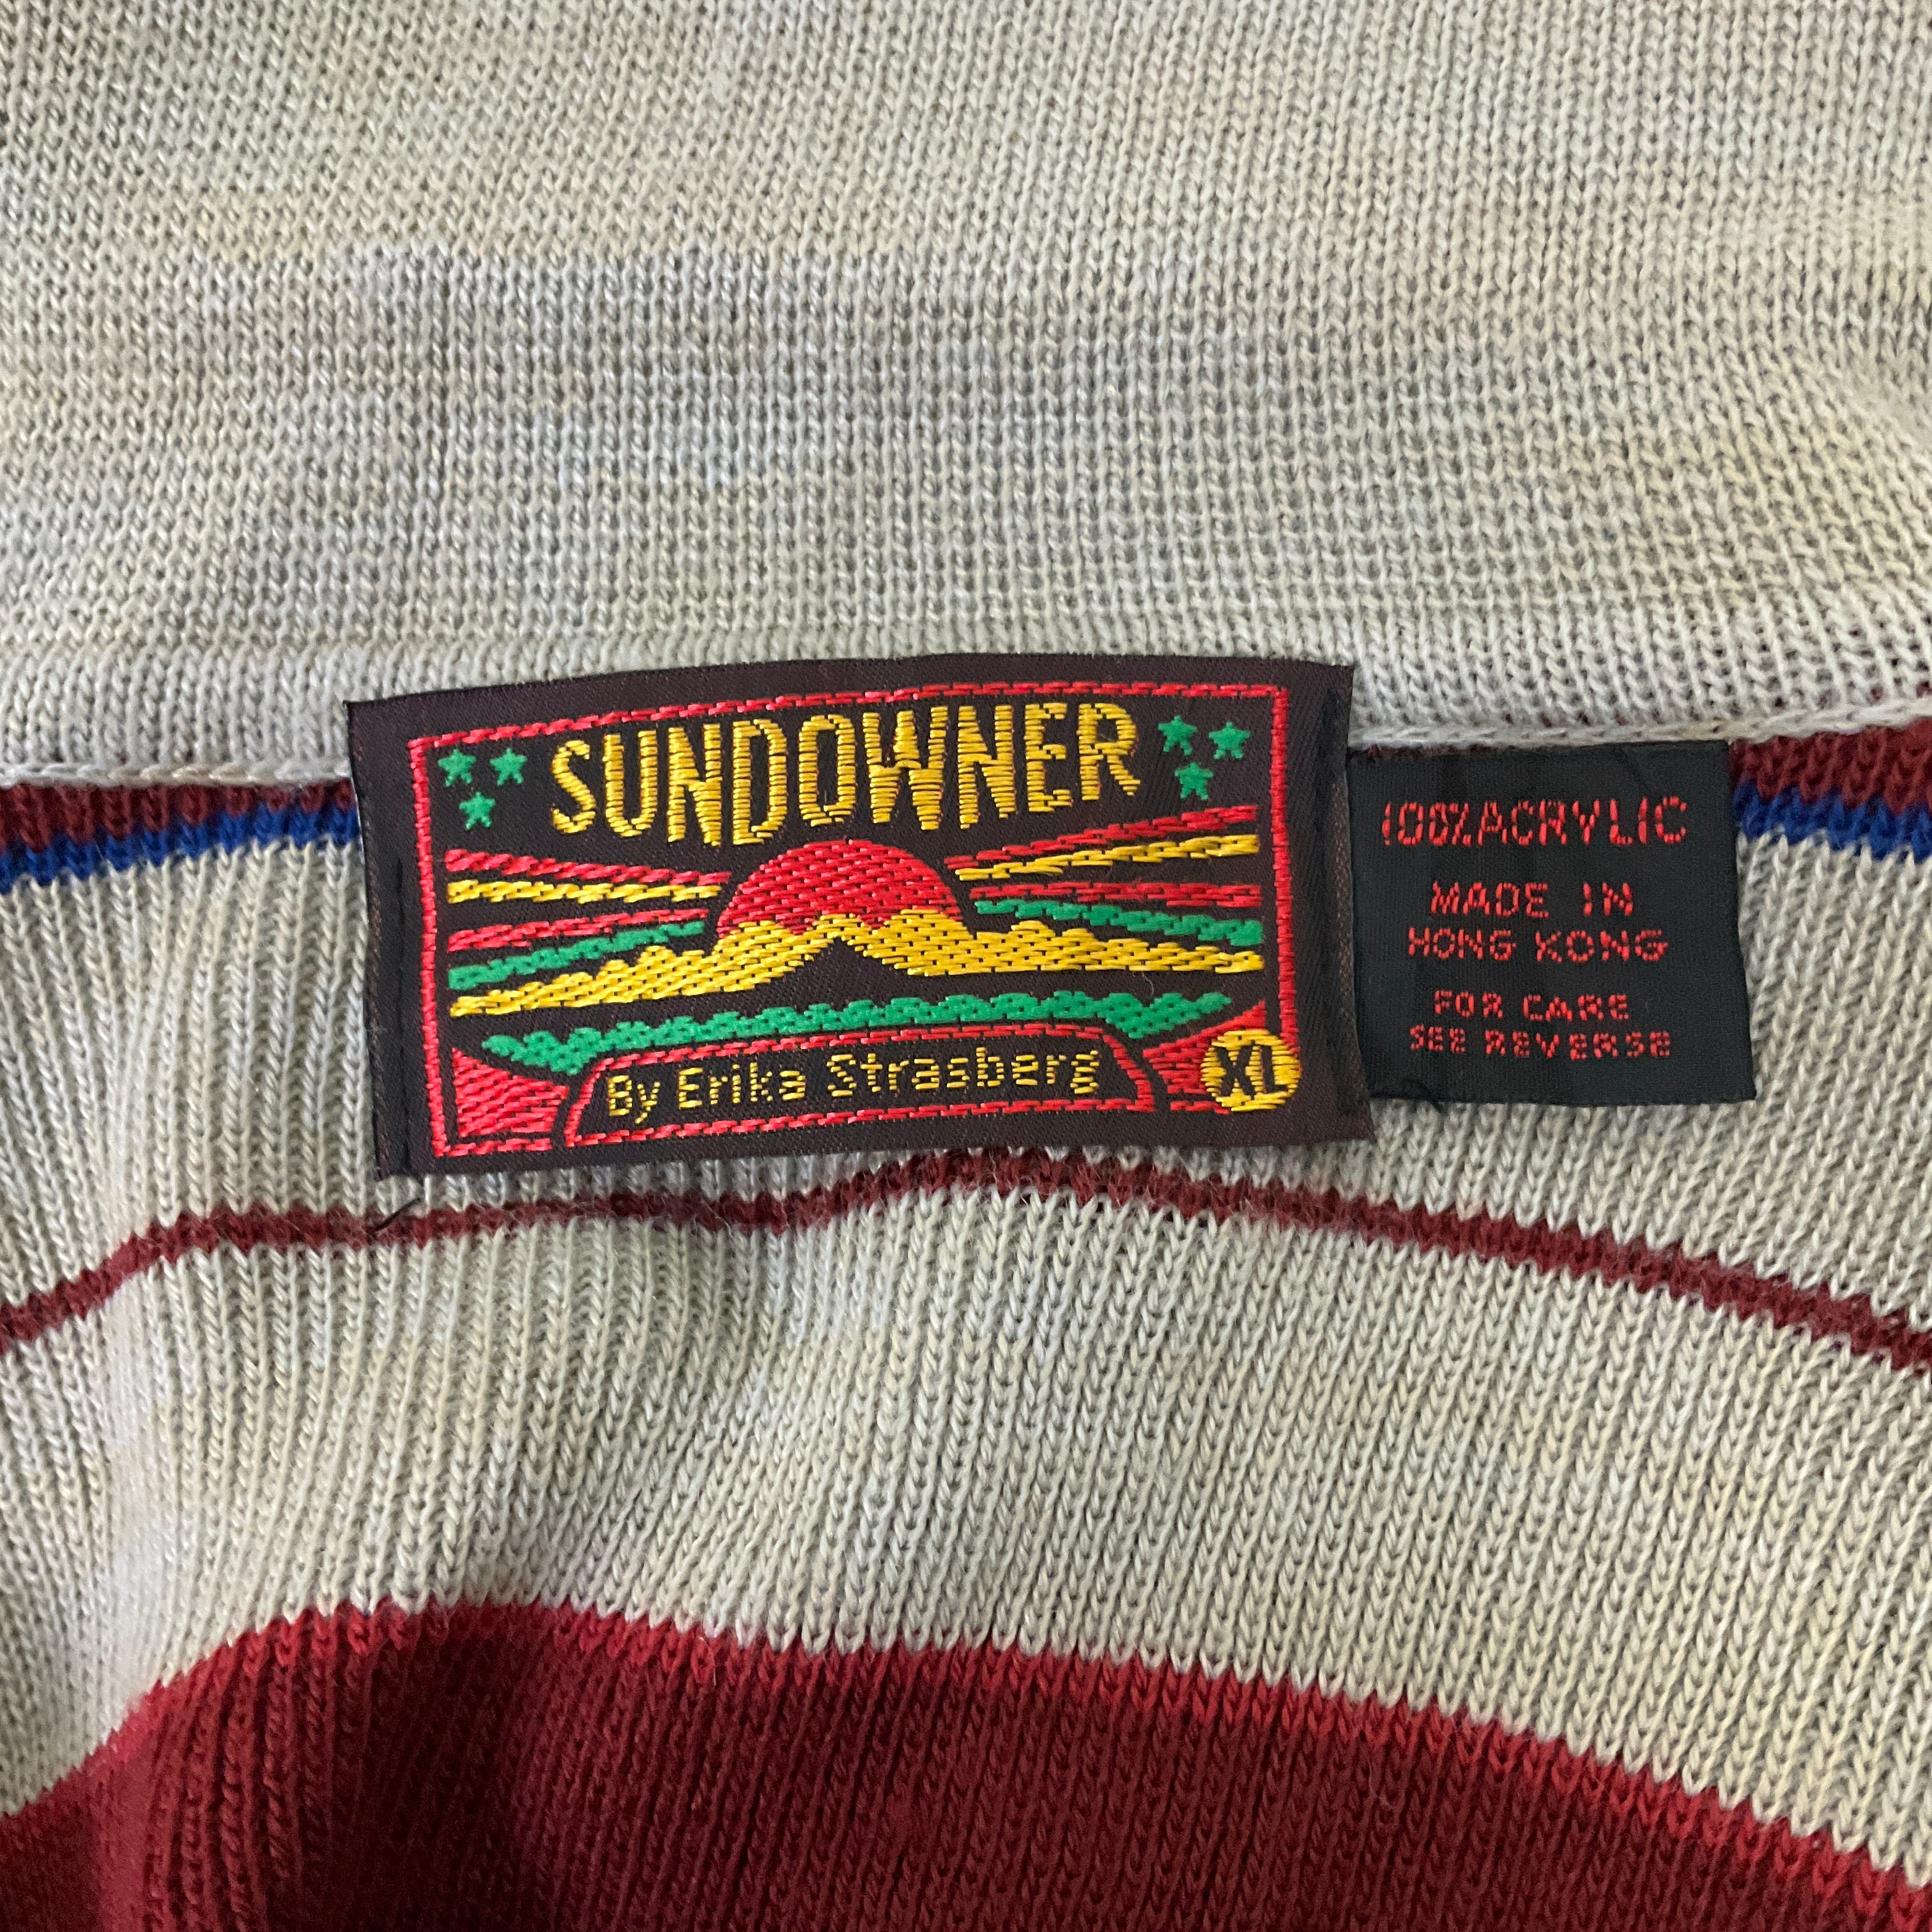 SUNDOWNER
By Erika Strasberg
XL
100% ACRYLIC
MADE IN
HONG KONG
FOR CARE
SEE REVERSE